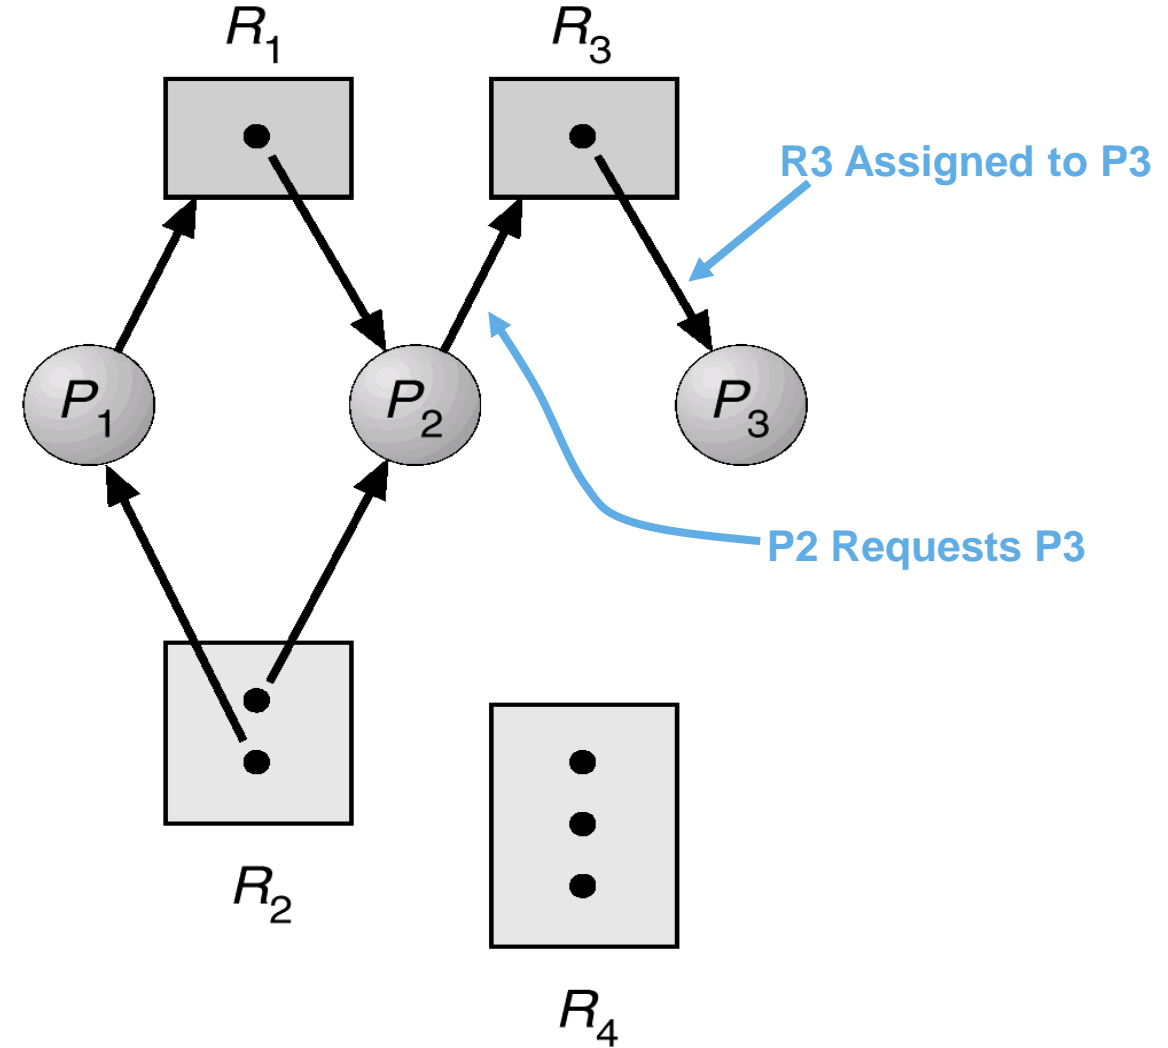 R1
R3
R3 Assigned to P3
P1
P2
P3
P2 Requests P3
R2
R4